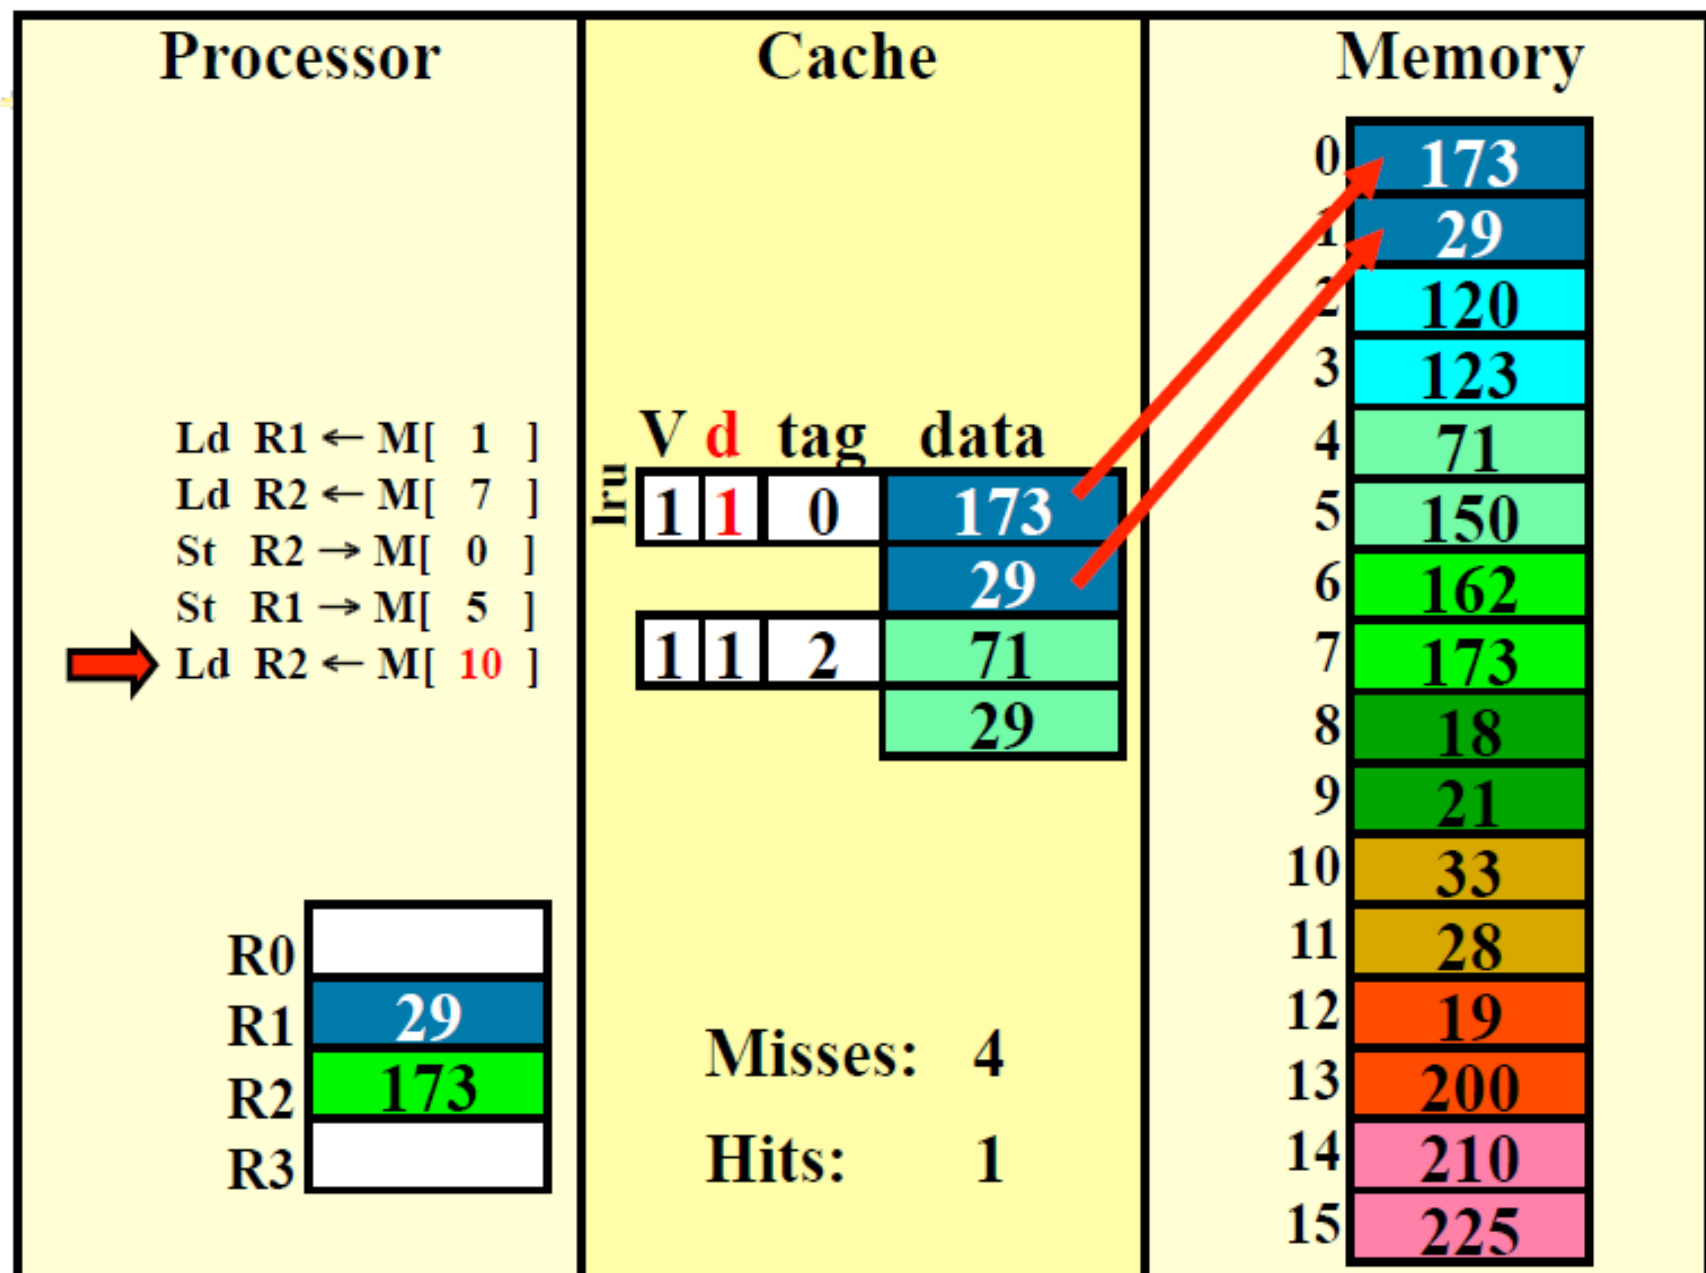 Processor
Ld R1 ← M[ 1 ]
Ld R2 ← M[ 7 ]
St R2 → M[ 0 ]
St R1 → M[ 5 ]
Ld R2 ← M[ 10 ]
R0
R1 29
R2 173
R3
Cache
V d tag data
lru 1 1 0 173
29
1 1 2 71
29
Misses: 4
Hits: 1
Memory
0 173
1 29
2 120
3 123
4 71
5 150
6 162
7 173
8 18
9 21
10 33
11 28
12 19
13 200
14 210
15 225